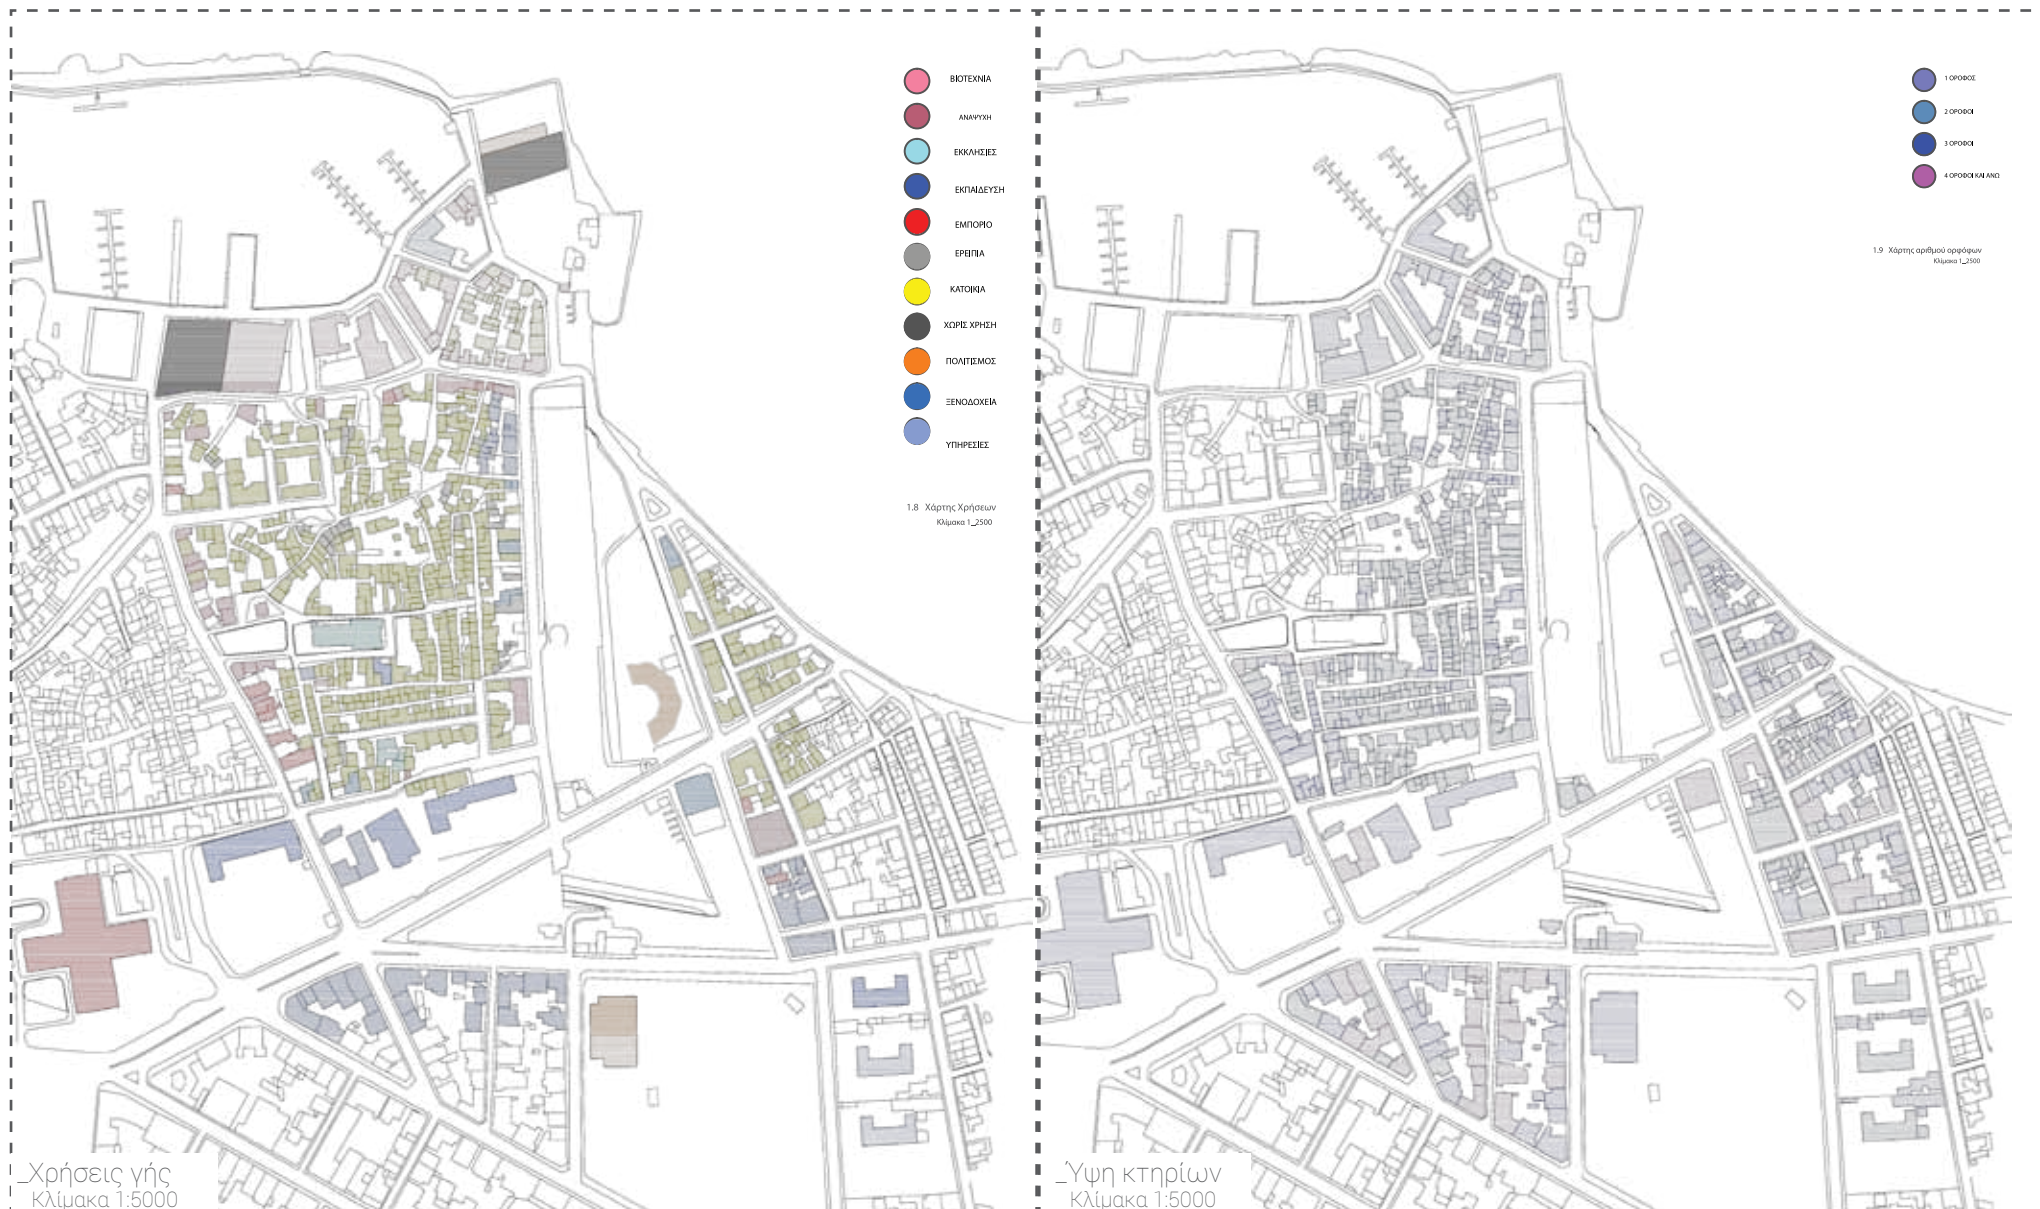 ΒΙΟΤΕΧΝΙΑ
ΑΝΑΨΥΧΗ
ΕΚΚΛΗΣΙΕΣ
ΕΚΠΑΙΔΕΥΣΗ
ΕΜΠΟΡΙΟ
ΕΡΕΙΠΙΑ
ΚΑΤΟΙΚΙΑ
ΧΩΡΙΣ ΧΡΗΣΗ
ΠΟΛΙΤΙΣΜΟΣ
ΞΕΝΟΔΟΧΕΙΑ
ΥΠΗΡΕΣΙΕΣ
1.8 Χάρτης Χρήσεων
Κλίμακα 1_2500
_Χρήσεις γής
Κλίμακα 1:5000
1 ΟΡΟΦΟΣ
2 ΟΡΟΦΟΙ
3 ΟΡΟΦΟΙ
4 ΟΡΟΦΟΙ ΚΑΙ ΑΝΩ
1.9 Χάρτης αριθμού ορφόφων
Κλίμακα 1_2500
_Ύψη κτηρίων
Κλίμακα 1:5000